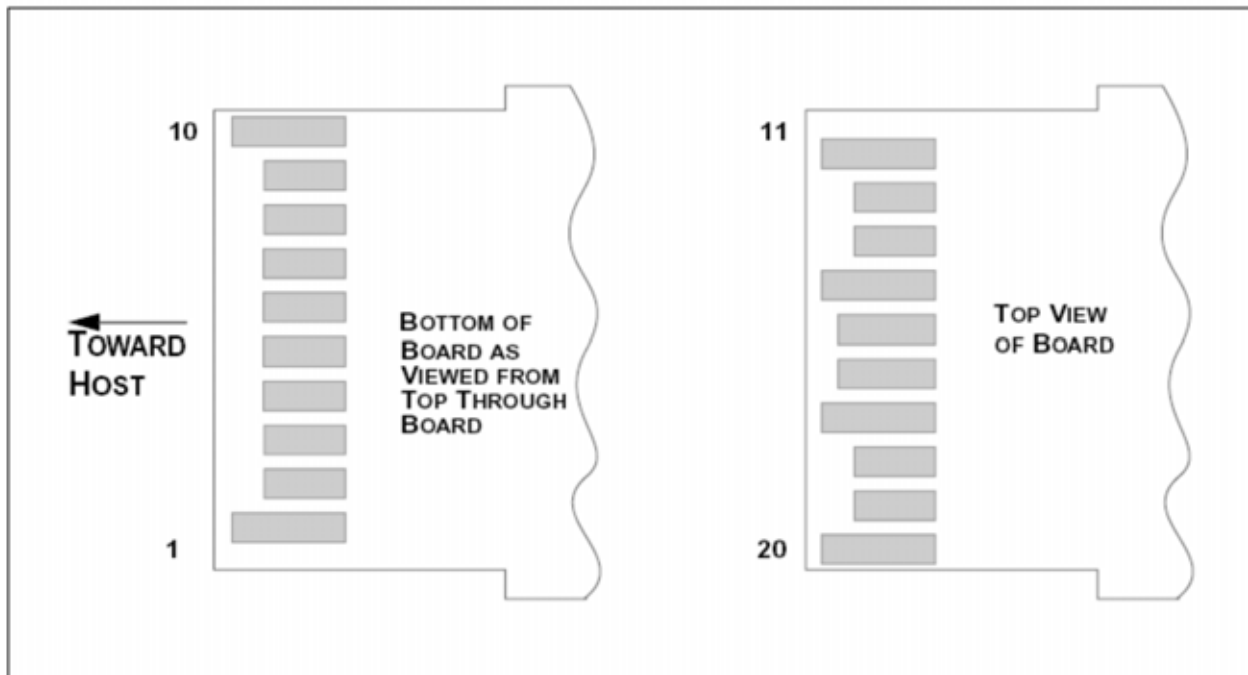 10
TOWARD
HOST
1
BOTTOM OF
BOARD AS
VIEWED FROM
TOP THROUGH
BOARD
11
20
TOP VIEW
OF BOARD